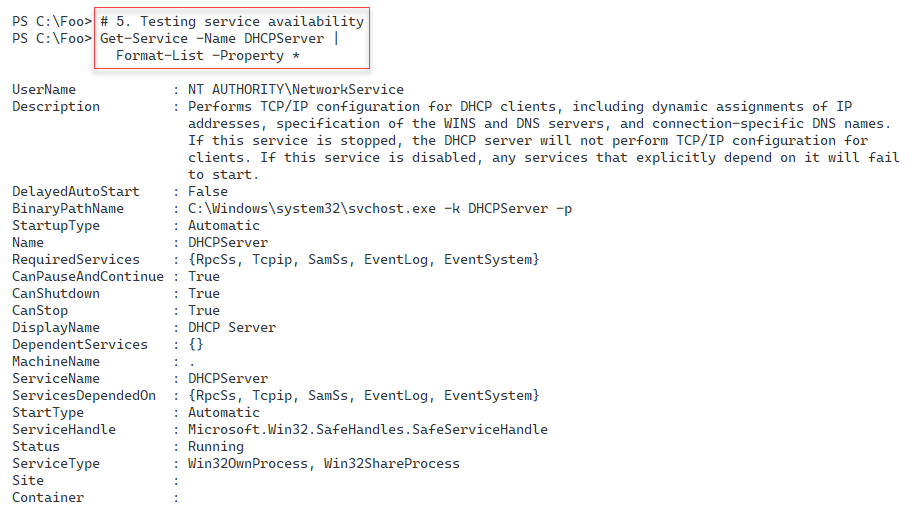 PS C:\Foo> # 5. Testing service availability
PS C:\Foo> Get-Service -Name DHCPServer |
             Format-List -Property *

UserName            : NT AUTHORITY\NetworkService
Description         : Performs TCP/IP configuration for DHCP clients, including dynamic assignments of IP
                      addresses, specification of the WINS and DNS servers, and connection-specific DNS names.
                      If this service is stopped, the DHCP server will not perform TCP/IP configuration for
                      clients. If this service is disabled, any services that explicitly depend on it will fail
                      to start.
DelayedAutoStart    : False
BinaryPathName      : C:\Windows\system32\svchost.exe -k DHCPServer -p
StartupType         : Automatic
Name                : DHCPServer
RequiredServices    : {RpcSs, Tcpip, SamSs, EventLog, EventSystem}
CanPauseAndContinue : True
CanShutdown         : True
CanStop             : True
DisplayName         : DHCP Server
DependentServices   : {}
MachineName         : .
ServiceName         : DHCPServer
ServicesDependedOn  : {RpcSs, Tcpip, SamSs, EventLog, EventSystem}
StartType           : Automatic
ServiceHandle       : Microsoft.Win32.SafeHandles.SafeServiceHandle
Status              : Running
ServiceType         : Win32OwnProcess, Win32ShareProcess
Site                :
Container           :